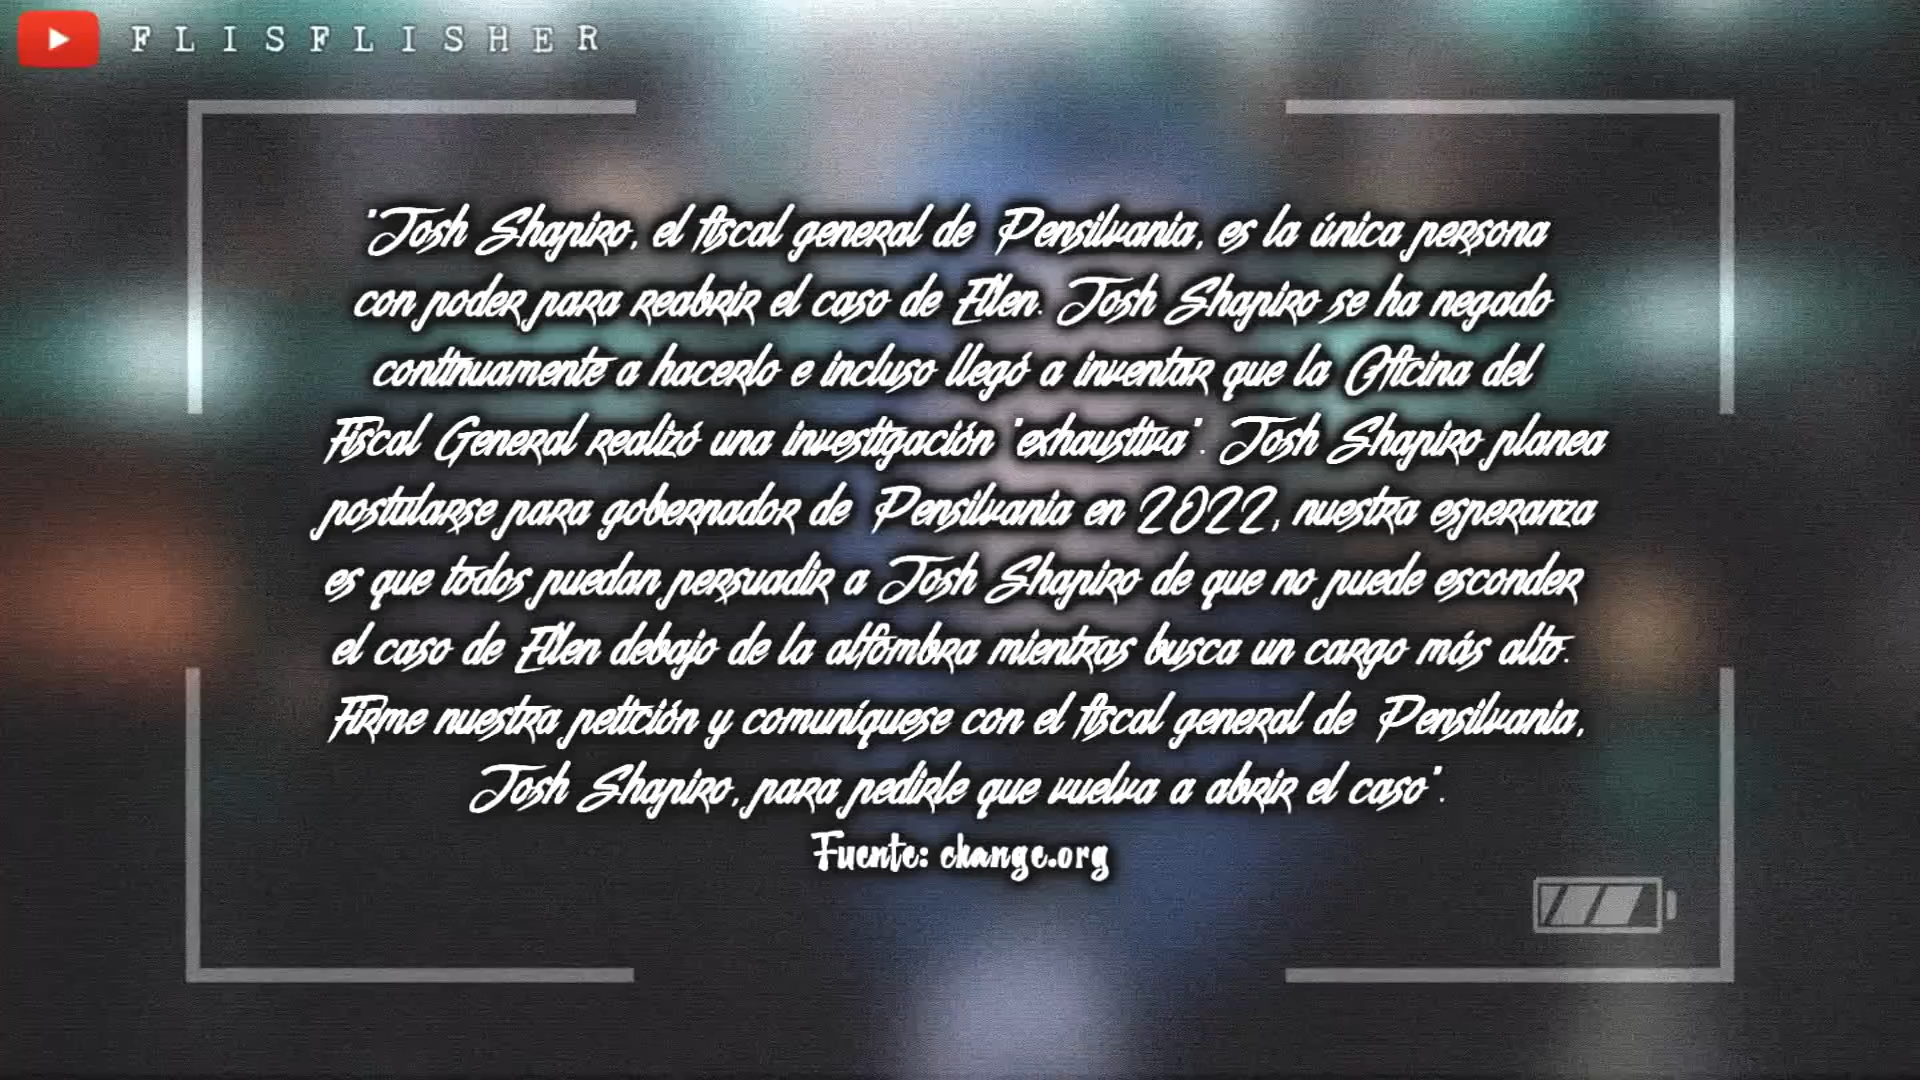 FLISFLISHER
"Josh Shapiro, el fiscal general de Pensilvania, es la única persona
con poder para reabrir el caso de Ellen. Josh Shapiro se ha negado
continuamente a hacerlo e incluso llegó a inventar que la Oficina del
Fiscal General realizó una investigación "exhaustiva". Josh Shapiro planea
postularse para gobernador de Pensilvania en 2022, nuestra esperanza
es que todos puedan persuadir a Josh Shapiro de que no puede esconder
el caso de Ellen debajo de la alfombra mientras busca un cargo más alto.
Firme nuestra petición y comuníquese con el fiscal general de Pensilvania,
Josh Shapiro, para pedirle que vuelva a abrir el caso".
Fuente: change.org